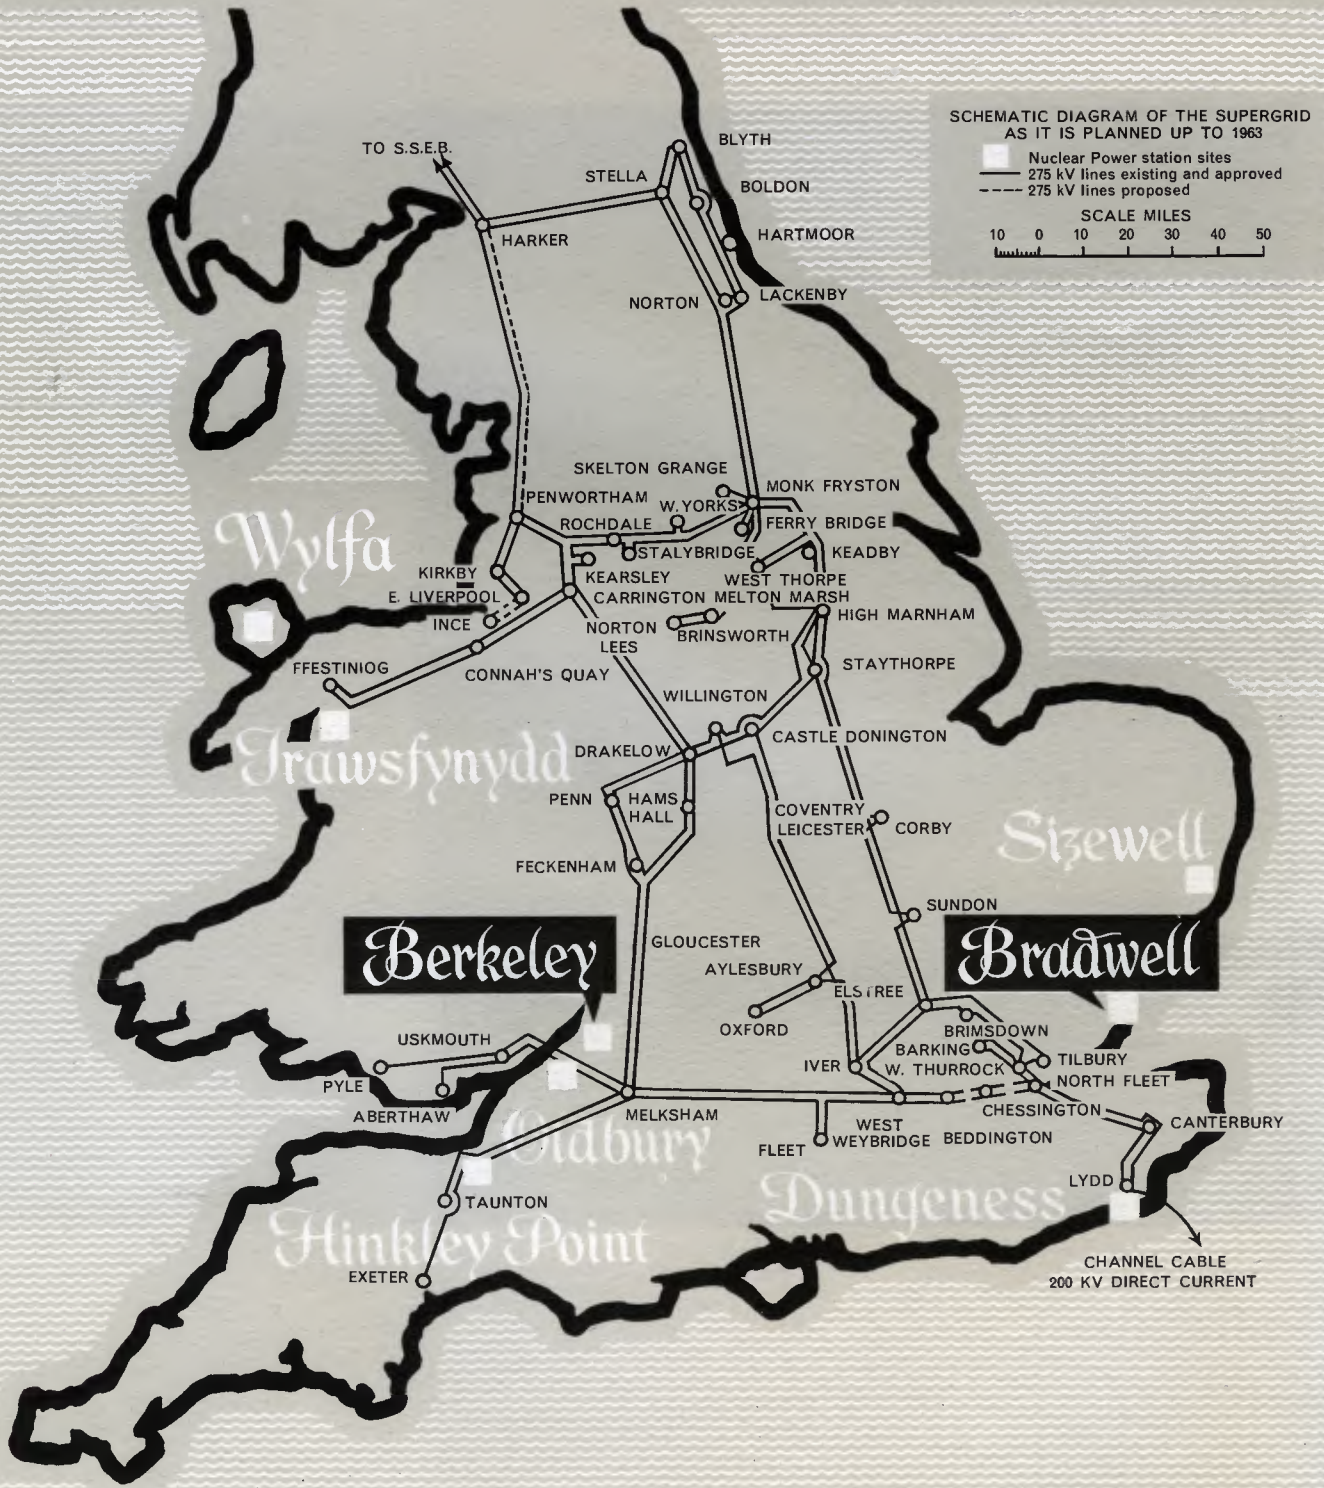 SCHEMATIC DIAGRAM OF THE SUPERGRID
AS IT IS PLANNED UP TO 1963
Nuclear Power station sites
275 kV lines existing and approved
275 kV lines proposed
SCALE MILES
10 0 10 20 30 40 50
TO S.S.E.B.
BLYTH
STELLA
BOLDON
HARKER
HARTMOOR
NORTON
LACKENBY
SKELTON GRANGE
MONK FRYSTON
PENWORTHAM
W. YORKS
ROCHDALE
FERRY BRIDGE
Wylfa
STALYBRIDGE
KEADBY
KIRKBY
KEARSLEY
WEST THORPE
E. LIVERPOOL
CARRINGTON
MELTON MARSH
INCE
NORTON
LEES
BRINSWORTH
HIGH MARNHAM
FFESTINIOG
CONNAH'S QUAY
STAYTHORPE
WILLINGTON
Trawsfynydd
DRAKELOW
CASTLE DONINGTON
PENN
HAMS
HALL
COVENTRY
LEICESTER
CORBY
Sizewell
FECKENHAM
SUNDON
Berkeley
GLOUCESTER
Bradwell
AYLESBURY
ELSTREE
OXFORD
BRIMSDOWN
USKMOUTH
BARKING
TILBURY
IVER
W. THURROCK
PYLE
NORTH FLEET
ABERTHAW
MELKSHAM
CHESSINGTON
WEST
WEYBRIDGE
BEDDINGTON
CANTERBURY
Oldbury
FLEET
LYDD
TAUNTON
Dungeness
Hinkley Point
EXETER
CHANNEL CABLE
200 KV DIRECT CURRENT